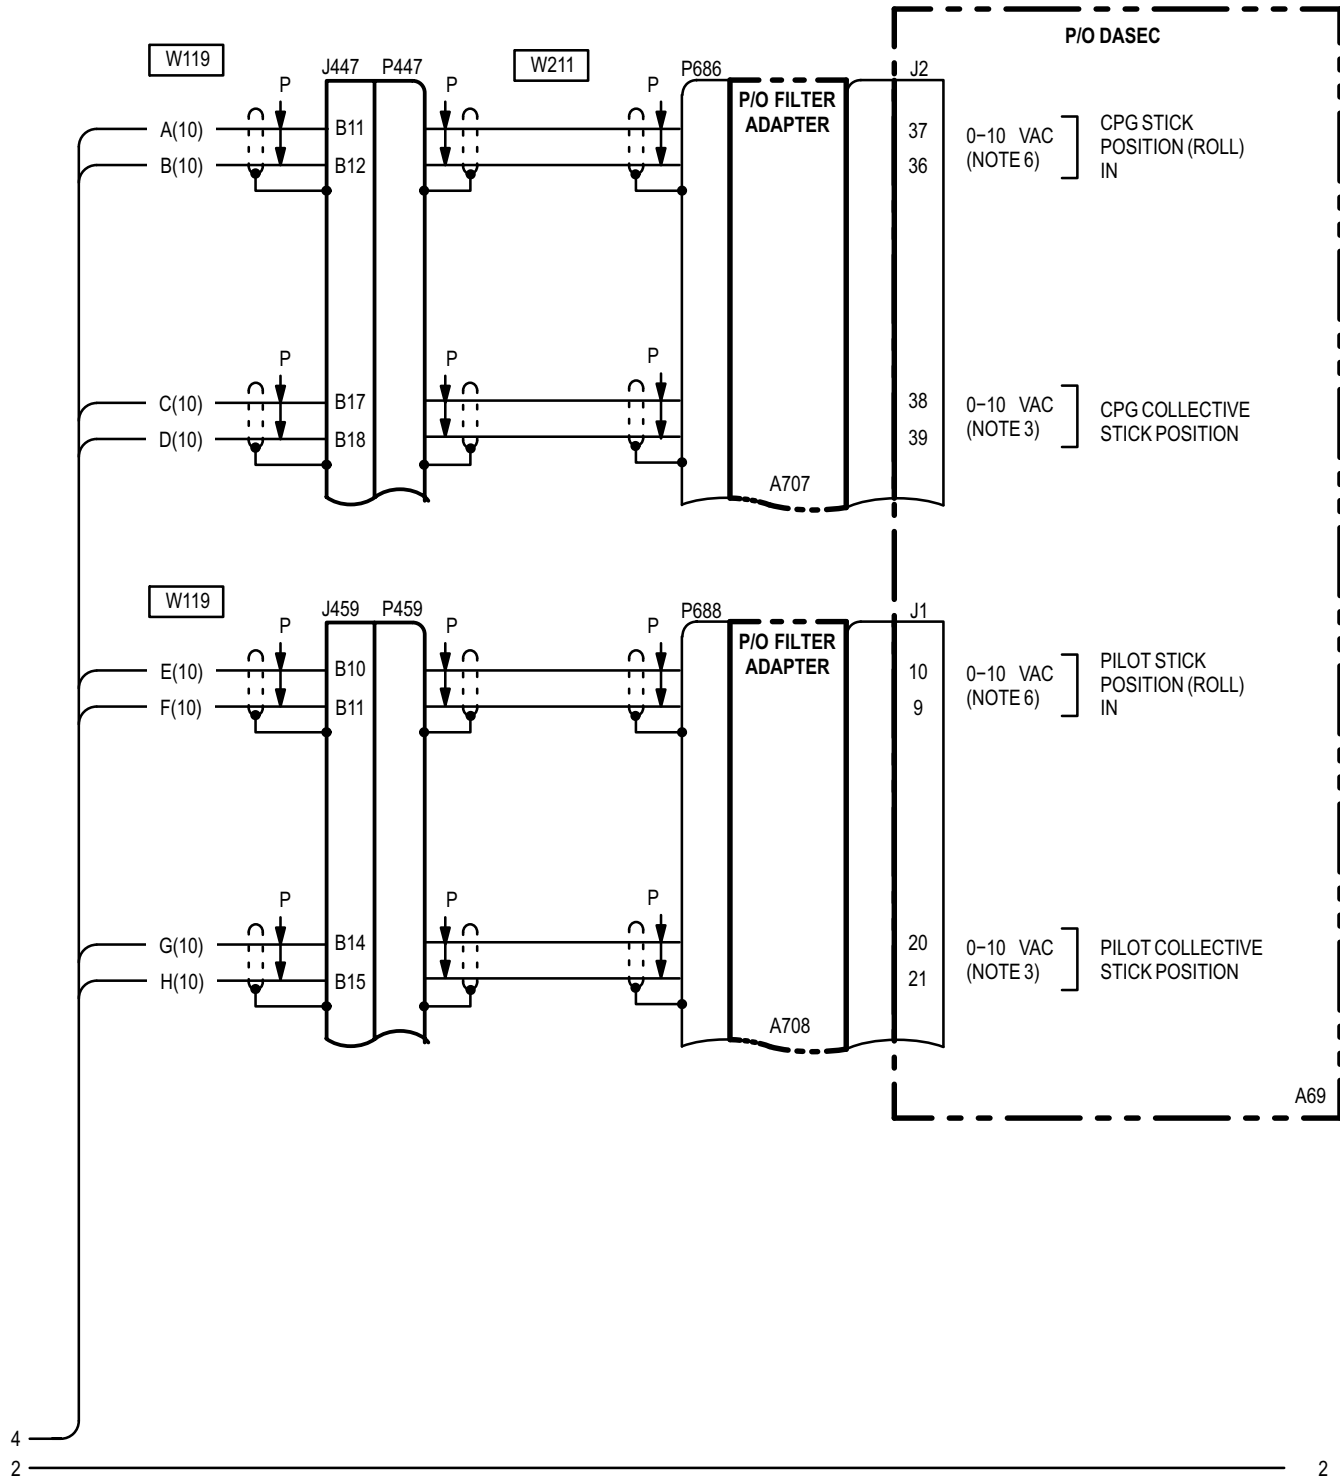 P/O DASEC
W119
J447 P447
W211
P686
J2
P
P
P
P/O FILTER
ADAPTER
A(10)
B11
37
0–10 VAC
(NOTE 6)
CPG STICK
POSITION (ROLL)
IN
B(10)
B12
36
P
P
P
C(10)
B17
38
0–10 VAC
(NOTE 3)
CPG COLLECTIVE
STICK POSITION
D(10)
B18
39
A707
W119
J459 P459
P688
J1
P
P
P
P/O FILTER
ADAPTER
E(10)
B10
10
0–10 VAC
(NOTE 6)
PILOT STICK
POSITION (ROLL)
IN
F(10)
B11
9
P
P
P
G(10)
B14
20
0–10 VAC
(NOTE 3)
PILOT COLLECTIVE
STICK POSITION
H(10)
B15
21
A708
A69
4
2 2